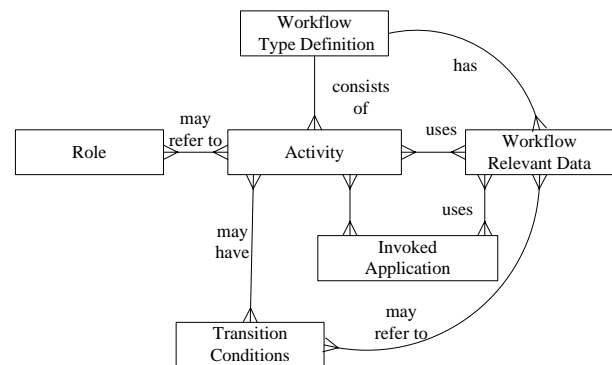 Workflow
Type Definition
has
consists
of
may
refer to
uses
Role
Activity
Workflow
Relevant Data
uses
may
have
Invoked
Application
may
refer to
Transition
Conditions